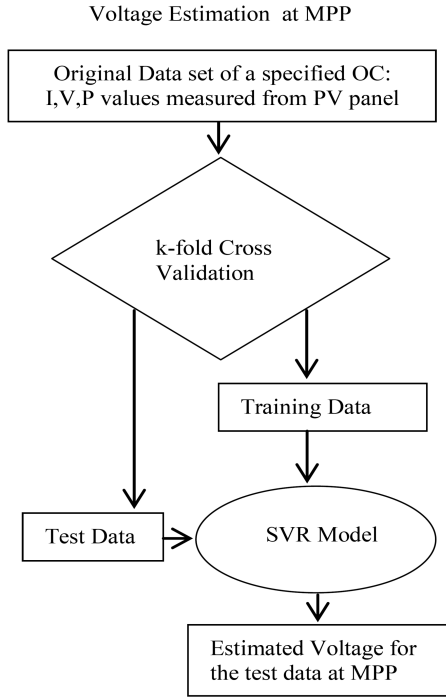 Voltage Estimation at MPP
Original Data set of a specified OC:
I,V,P values measured from PV panel
k-fold Cross
Validation
Training Data
Test Data
SVR Model
Estimated Voltage for
the test data at MPP